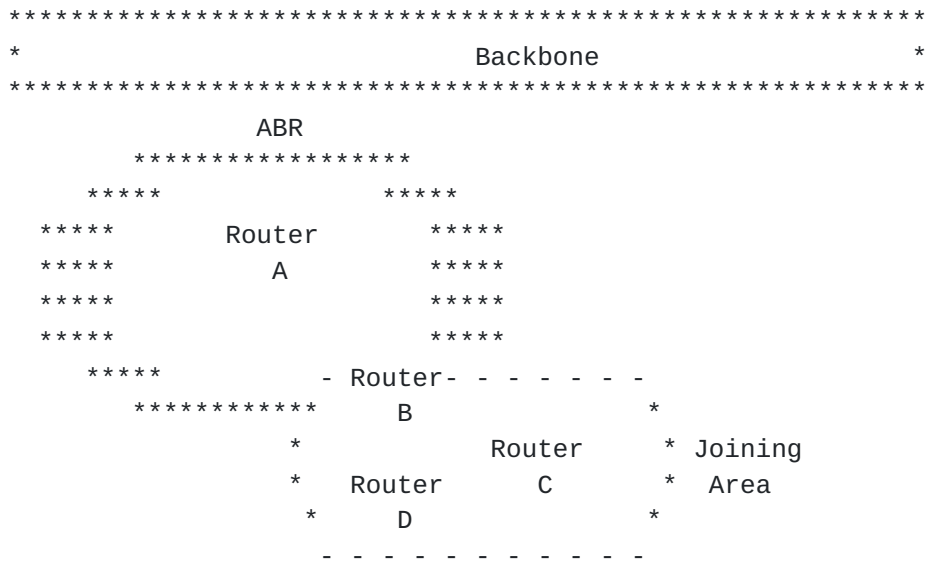 ***********************************************************
*                             Backbone                    *
***********************************************************
                ABR
        ******************
     *****              *****
  *****       Router       *****
  *****          A         *****
  *****                    *****
  *****                    *****
     *****          - Router- - - - - - -
        ************     B               *
                  *            Router     * Joining
                  *   Router      C       *  Area
                   *     D               *
                    - - - - - - - - - - -